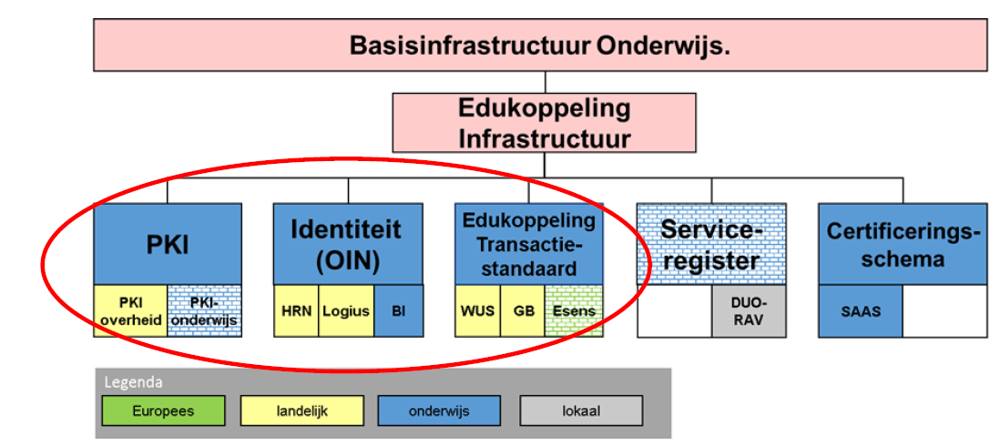 Basisinfrastructuur Onderwijs.
Edukoppeling
Infrastructuur
PKI
Identiteit
(OIN)
Edukoppeling
Transactie-
standaard
Service-
register
Certificerings-
schema
PKI
overheid
PKI-
onderwijs
HRN
Logius
BI
WUS
GB
Esens
DUO-
RAV
SAAS
Legenda
Europees
landelijk
onderwijs
lokaal